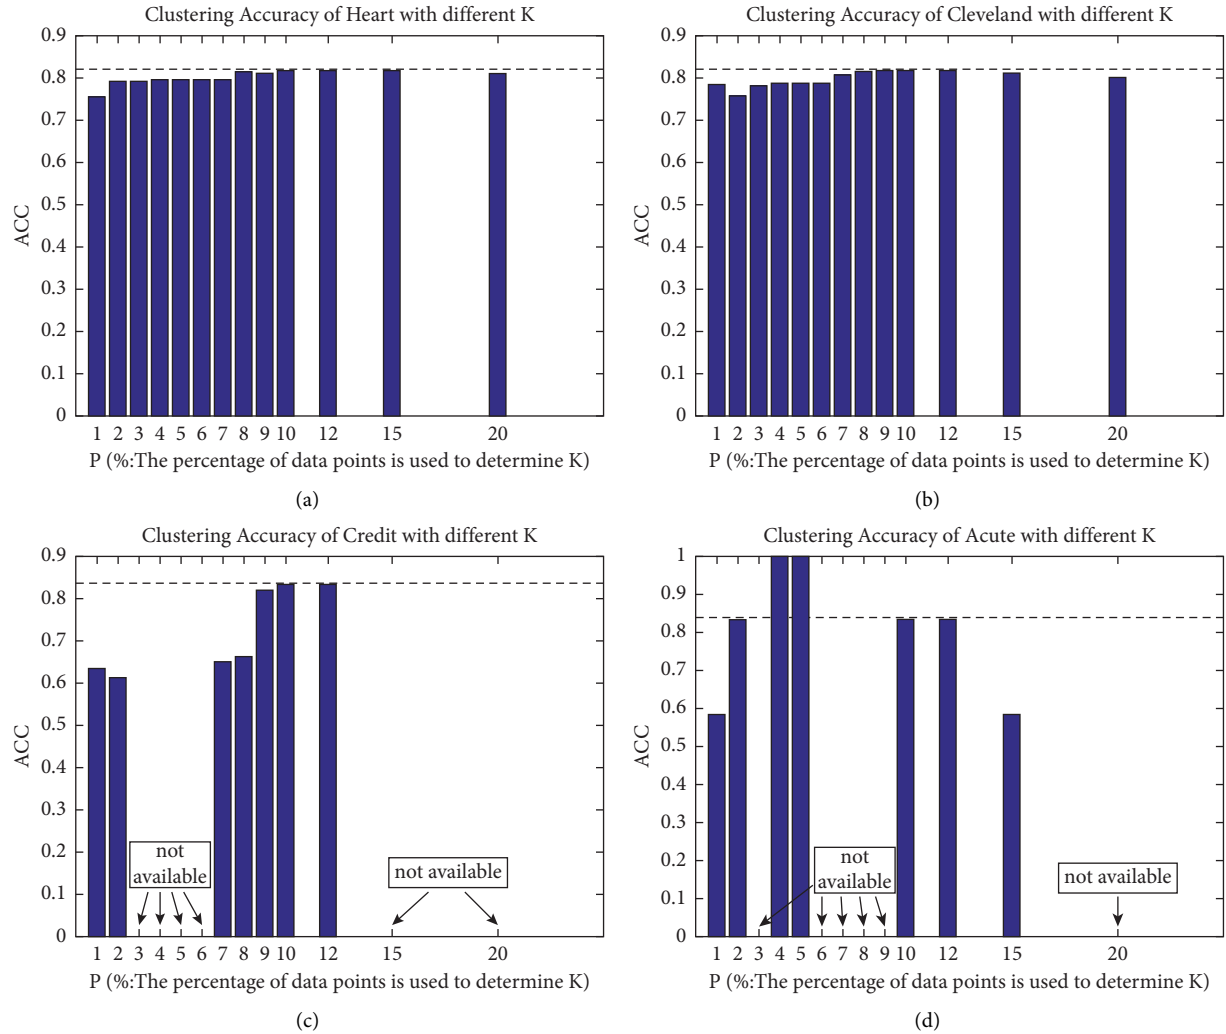 Clustering Accuracy of Heart with different K
0.9
0.8
0.7
0.6
0.5
0.4
0.3
0.2
0.1
0
ACC
1 2 3 4 5 6 7 8 9 10 12 15 20
P (%:The percentage of data points is used to determine K)
(a)
Clustering Accuracy of Cleveland with different K
0.9
0.8
0.7
0.6
0.5
0.4
0.3
0.2
0.1
0
ACC
1 2 3 4 5 6 7 8 9 10 12 15 20
P (%:The percentage of data points is used to determine K)
(b)
Clustering Accuracy of Credit with different K
0.9
0.8
0.7
0.6
0.5
0.4
0.3
0.2
0.1
0
ACC
not
available
not available
1 2 3 4 5 6 7 8 9 10 12 15 20
P (%:The percentage of data points is used to determine K)
(c)
Clustering Accuracy of Acute with different K
1
0.9
0.8
0.7
0.6
0.5
0.4
0.3
0.2
0.1
0
ACC
not
available
not available
1 2 3 4 5 6 7 8 9 10 12 15 20
P (%:The percentage of data points is used to determine K)
(d)